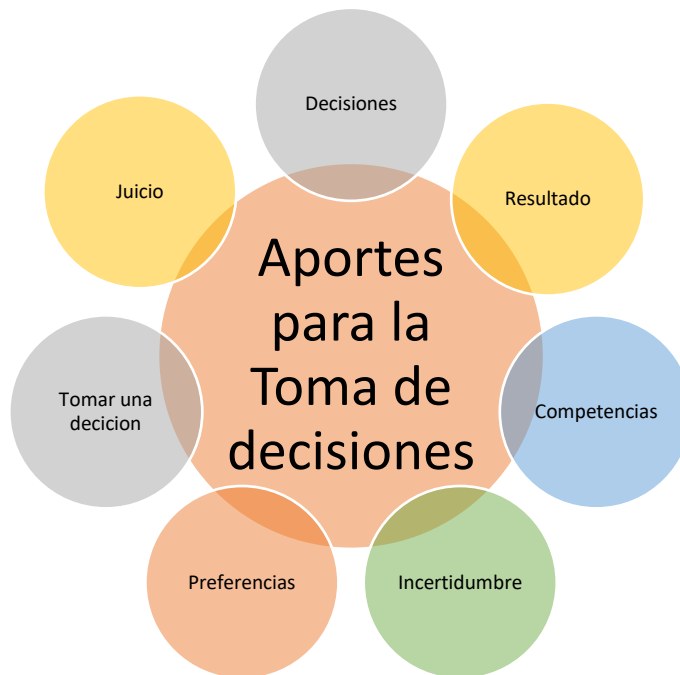 Decisiones
Resultado
Competencias
Incertidumbre
Preferencias
Tomar una
decicion
Juicio
Aportes
para la
Toma de
decisiones